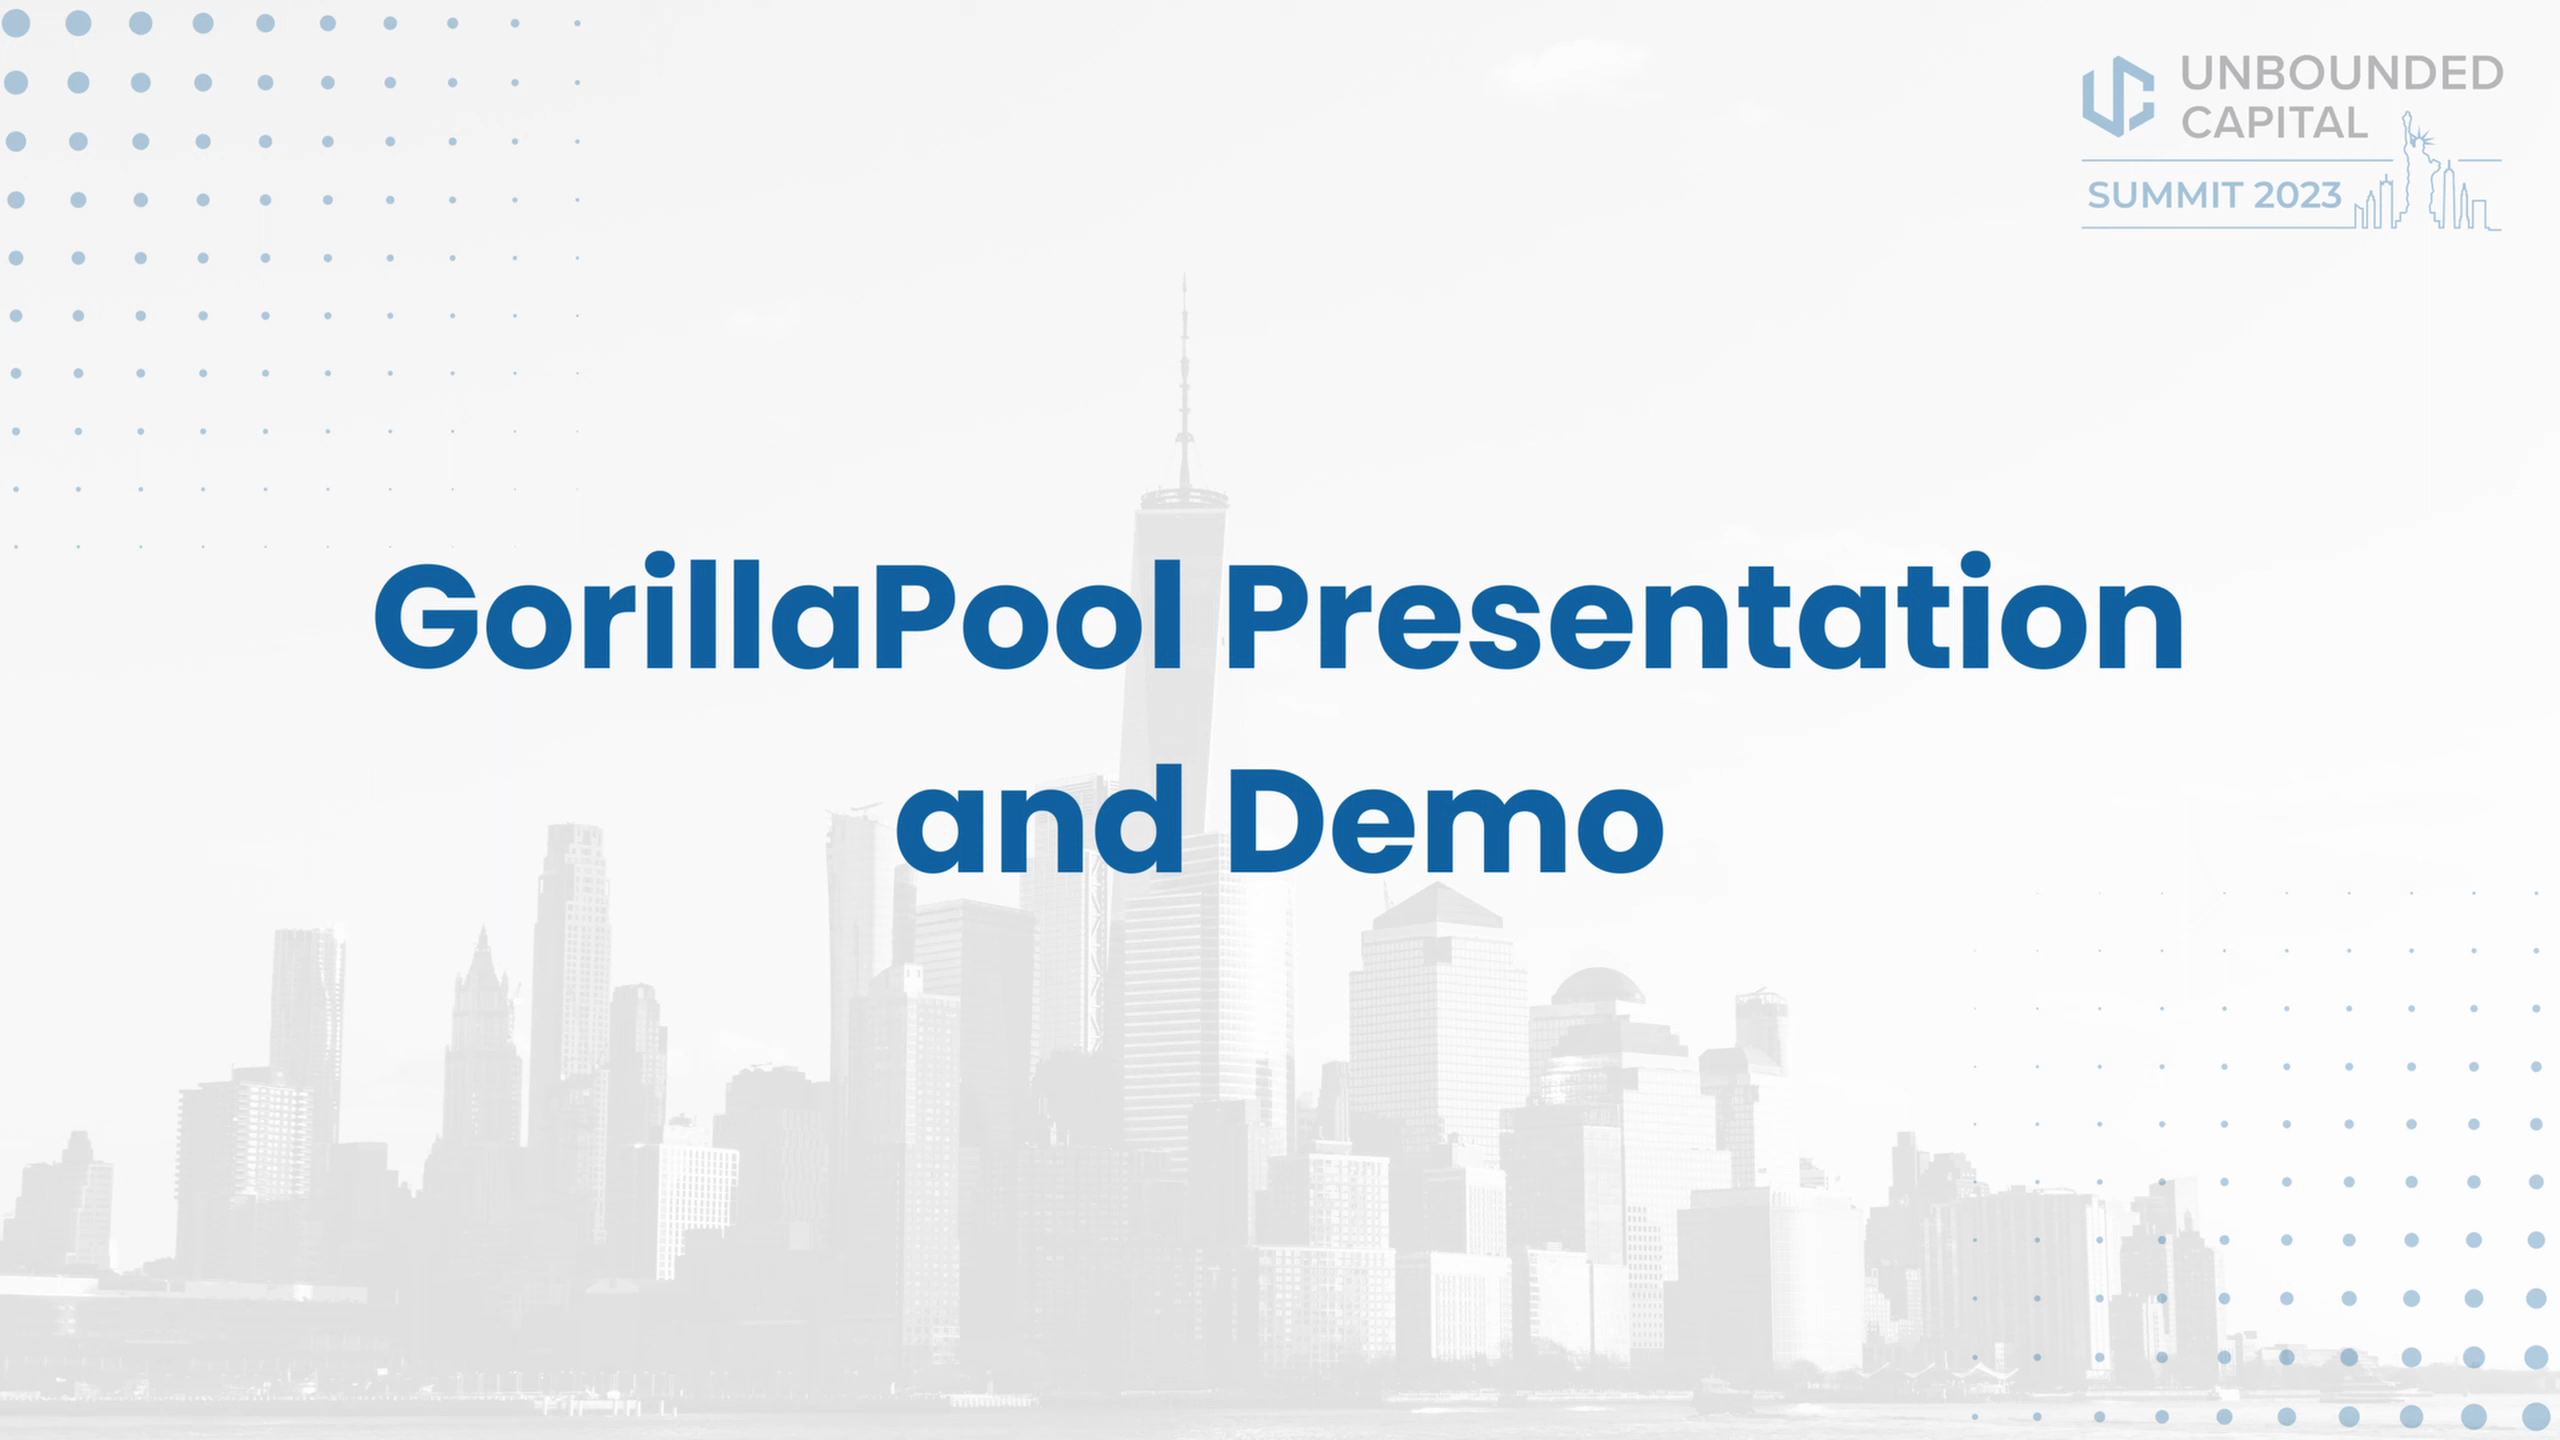 UNBOUNDED
CAPITAL
SUMMIT 2023
GorillaPool Presentation
and Demo